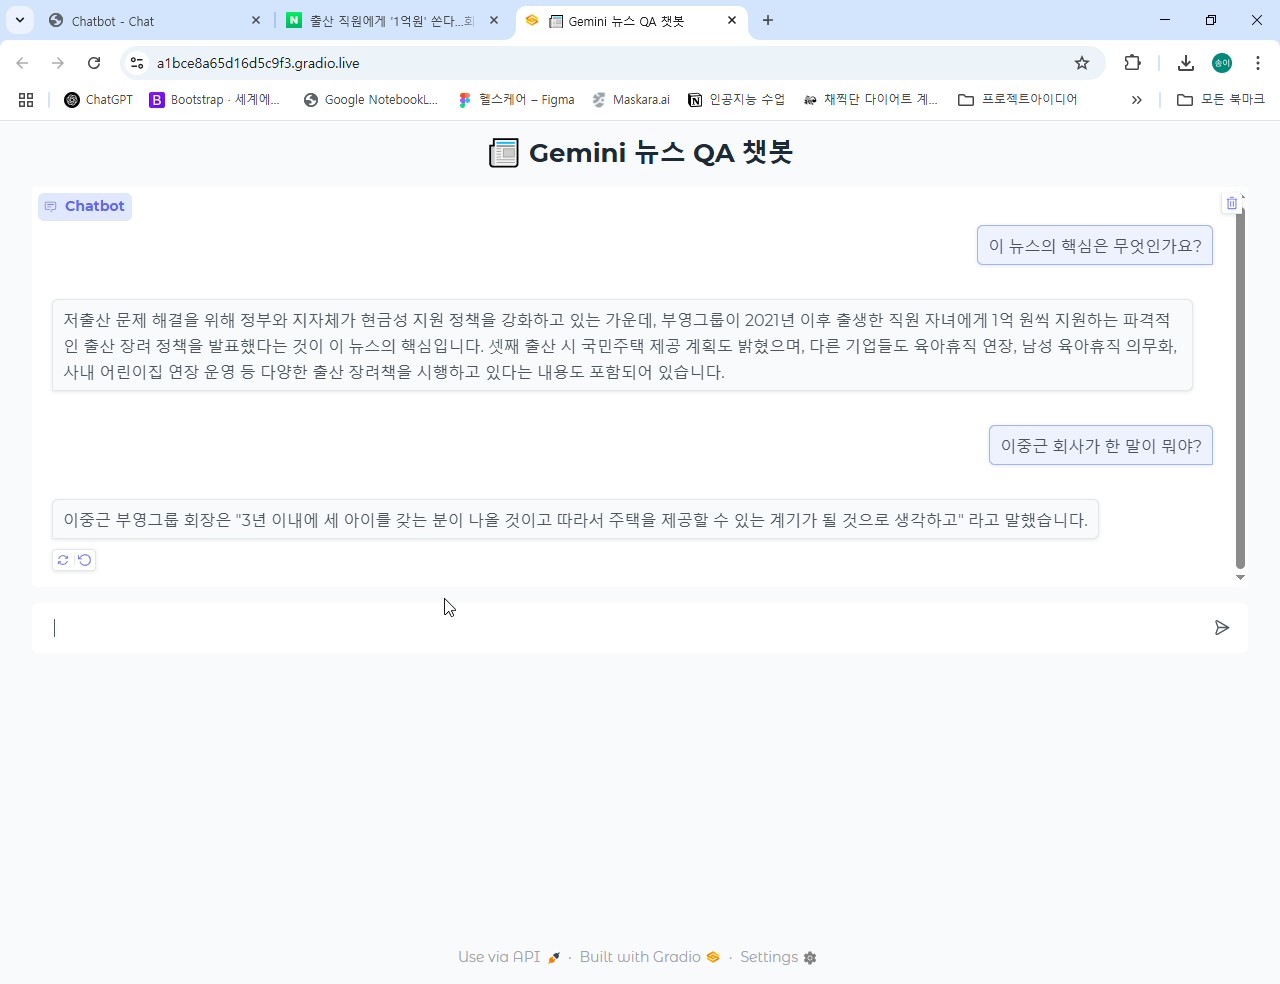 Chatbot - Chat
출산 직원에게 '1억원' 쏜다...회
Gemini 뉴스 QA 챗봇
a1bce8a65d16d5c9f3.gradio.live
송이
ChatGPT
Bootstrap · 세계에...
Google NotebookL...
헬스케어 – Figma
Maskara.ai
인공지능 수업
채찍단 다이어트 계...
프로젝트아이디어
모든 북마크
Gemini 뉴스 QA 챗봇
Chatbot
이 뉴스의 핵심은 무엇인가요?
저출산 문제 해결을 위해 정부와 지자체가 현금성 지원 정책을 강화하고 있는 가운데, 부영그룹이 2021년 이후 출생한 직원 자녀에게 1억 원씩 지원하는 파격적
인 출산 장려 정책을 발표했다는 것이 이 뉴스의 핵심입니다. 셋째 출산 시 국민주택 제공 계획도 밝혔으며, 다른 기업들도 육아휴직 연장, 남성 육아휴직 의무화,
사내 어린이집 연장 운영 등 다양한 출산 장려책을 시행하고 있다는 내용도 포함되어 있습니다.
이중근 회사가 한 말이 뭐야?
이중근 부영그룹 회장은 "3년 이내에 세 아이를 갖는 분이 나올 것이고 따라서 주택을 제공할 수 있는 계기가 될 것으로 생각하고" 라고 말했습니다.
Use via API · Built with Gradio · Settings